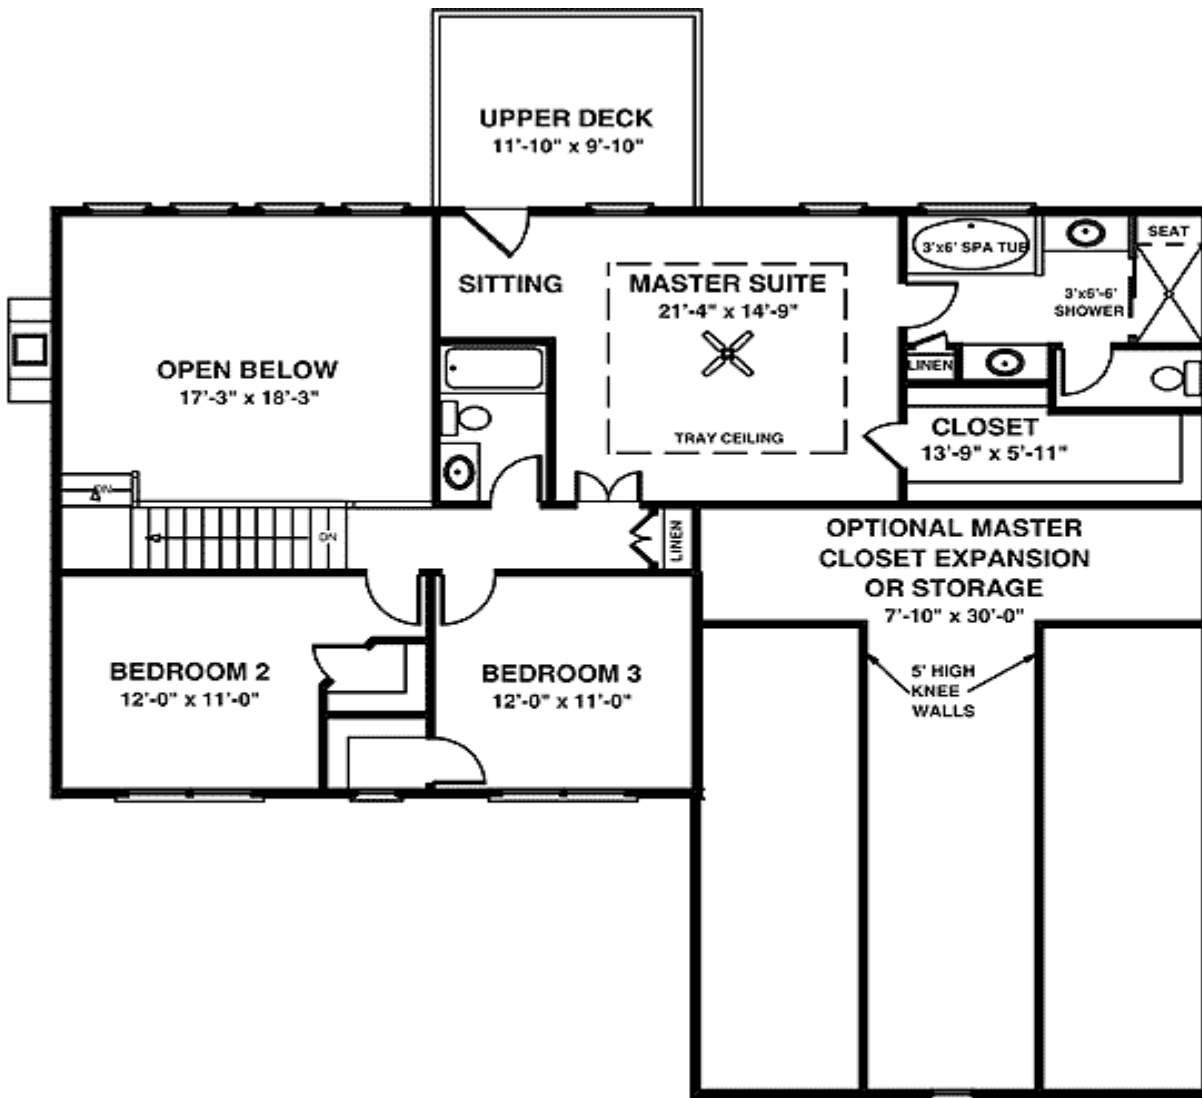 UPPER DECK
11'-10" x 9'-10"
SEAT
3'x6' SPA TUB
SITTING
MASTER SUITE
21'-4" x 14'-9"
3'x6'-6'
SHOWER
OPEN BELOW
17'-3" x 18'-3"
LINEN
TRAY CEILING
CLOSET
13'-9" x 5'-11"
DN
DN
LINEN
OPTIONAL MASTER
CLOSET EXPANSION
OR STORAGE
7'-10" x 30'-0"
BEDROOM 2
12'-0" x 11'-0"
BEDROOM 3
12'-0" x 11'-0"
5' HIGH
KNEE
WALLS